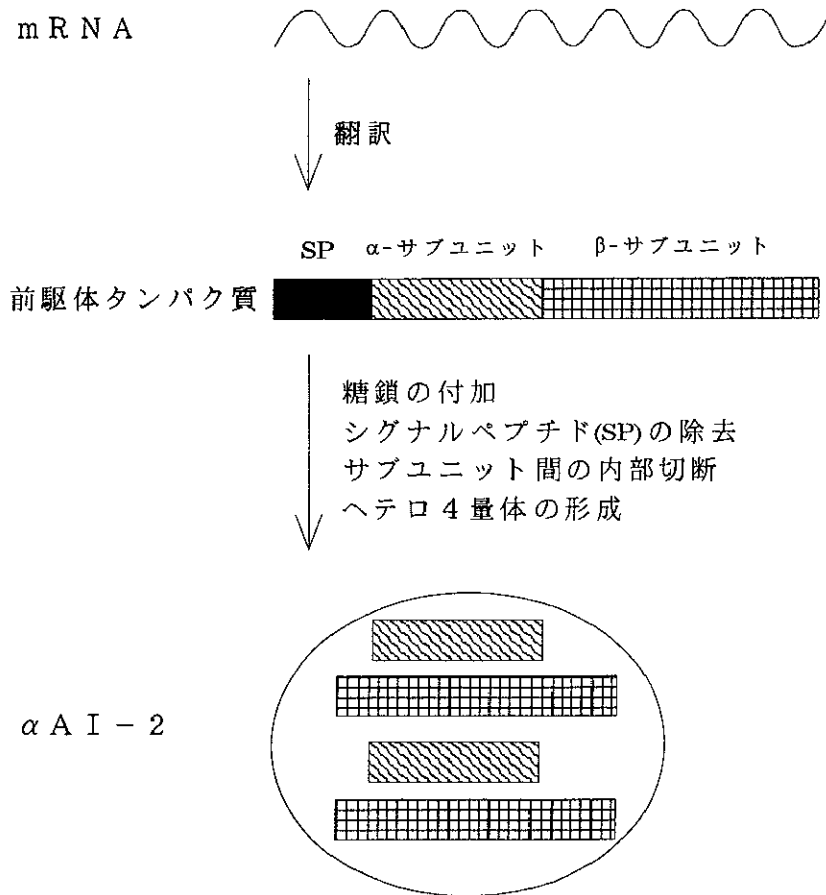 mRNA
翻訳
SP α-サブユニット β-サブユニット
前駆体タンパク質
糖鎖の付加
シグナルペプチド(SP)の除去
サブユニット間の内部切断
ヘテロ4量体の形成
αAI-2